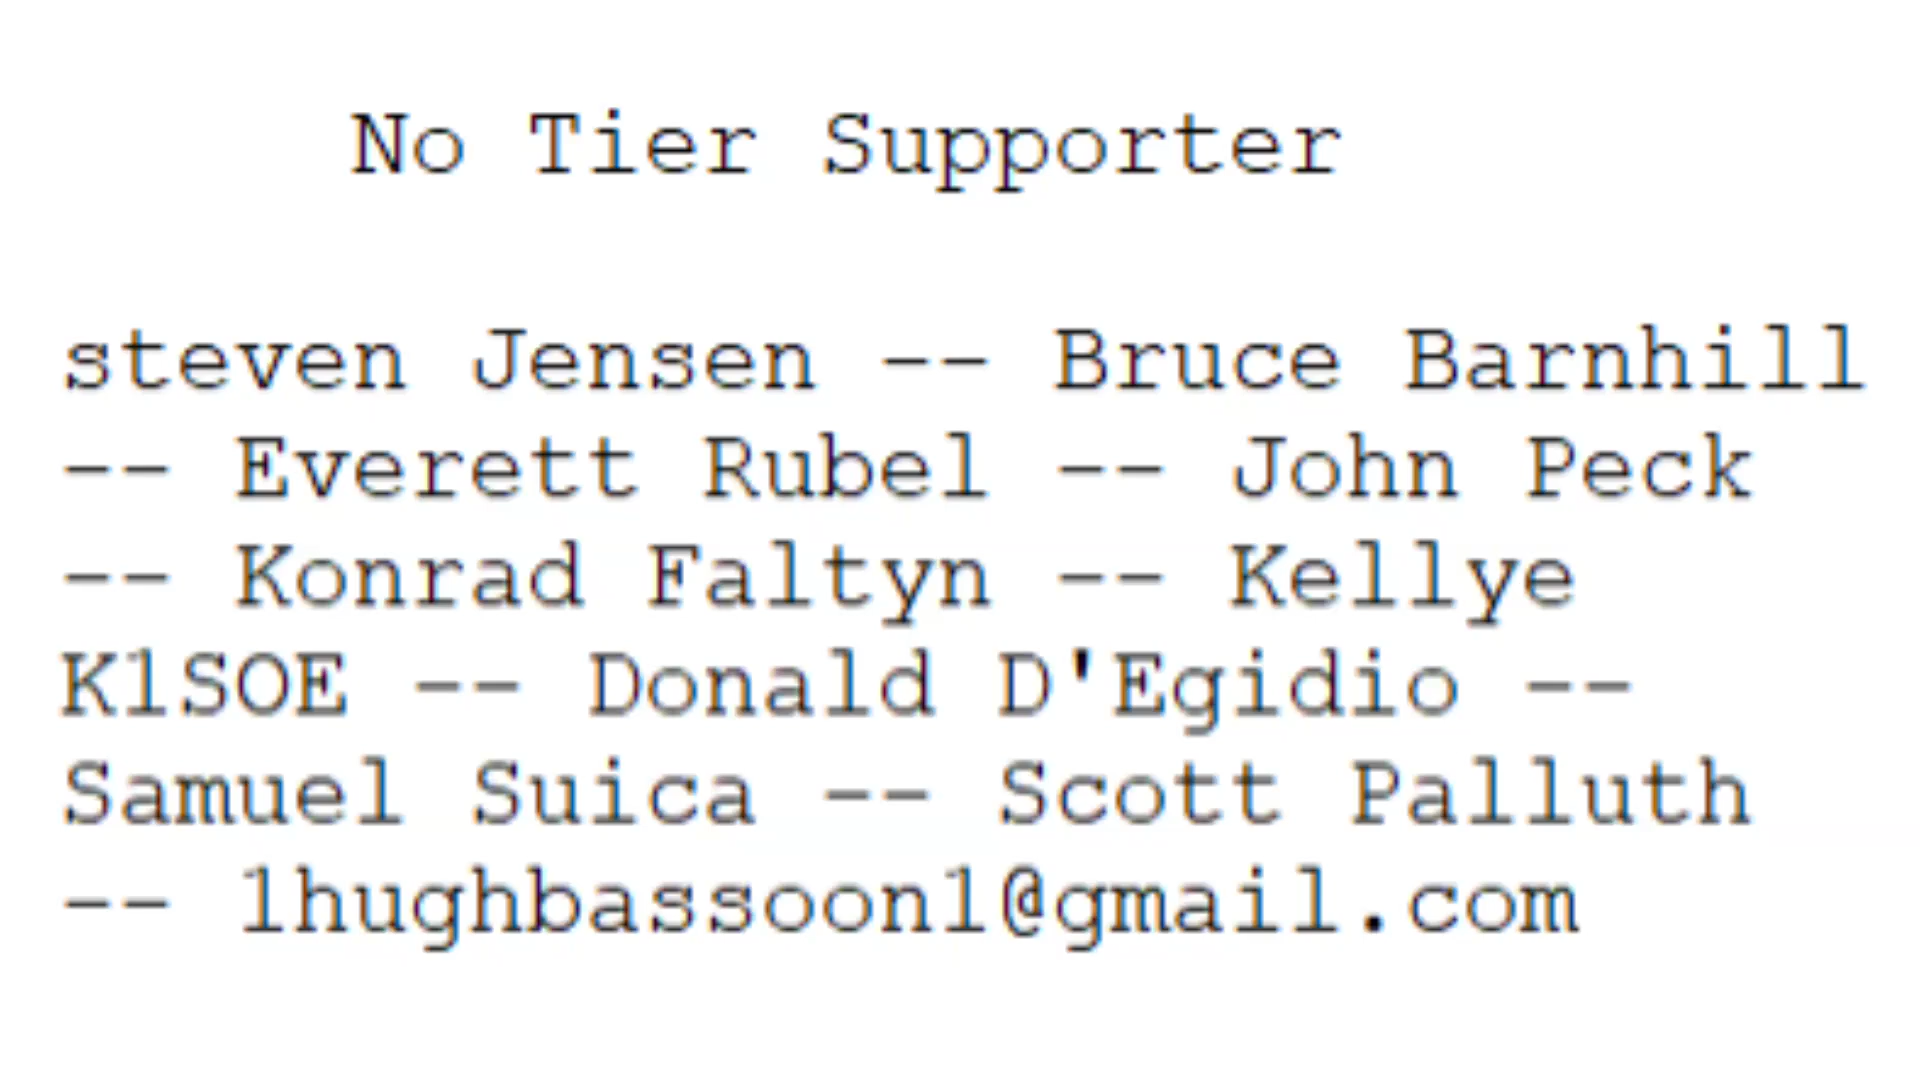 No Tier Supporter
steven Jensen -- Bruce Barnhill
-- Everett Rubel -- John Peck
-- Konrad Faltyn -- Kellye
K1SOE -- Donald D'Egidio --
Samuel Suica -- Scott Palluth
-- 1hughbassoon1@gmail.com